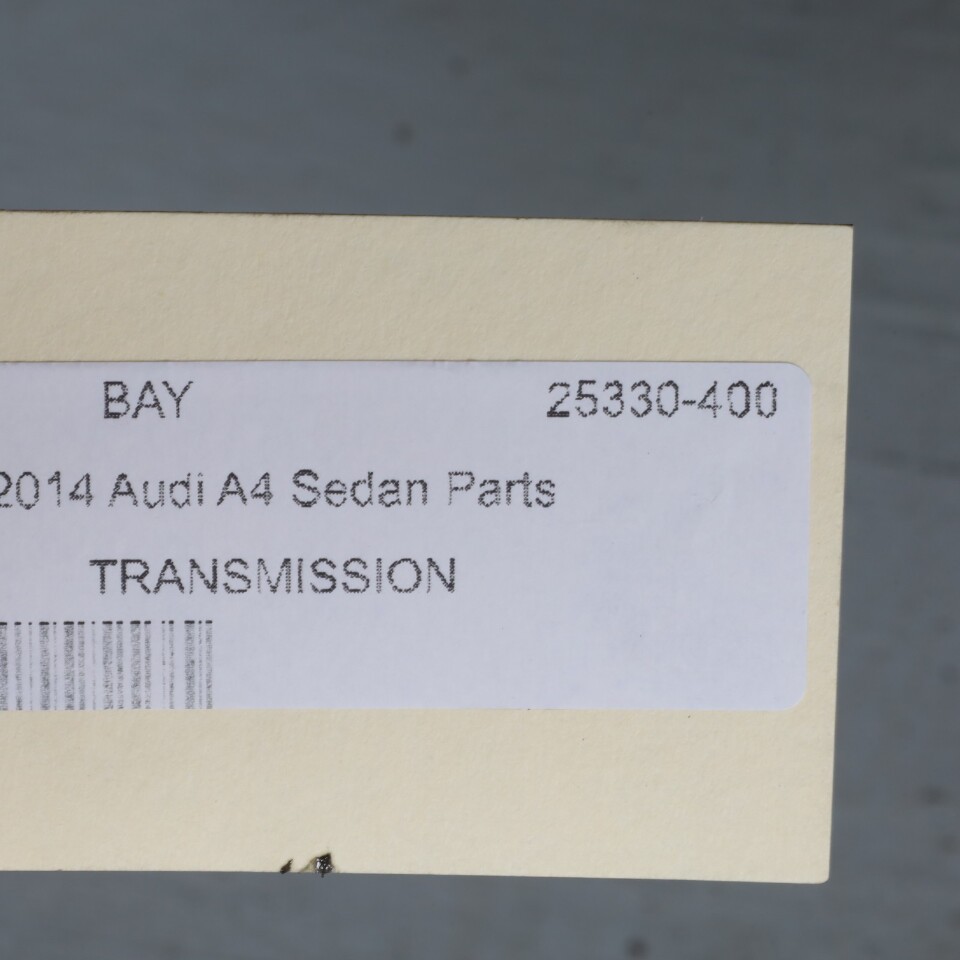 BAY 25330-400
2014 Audi A4 Sedan Parts
TRANSMISSION